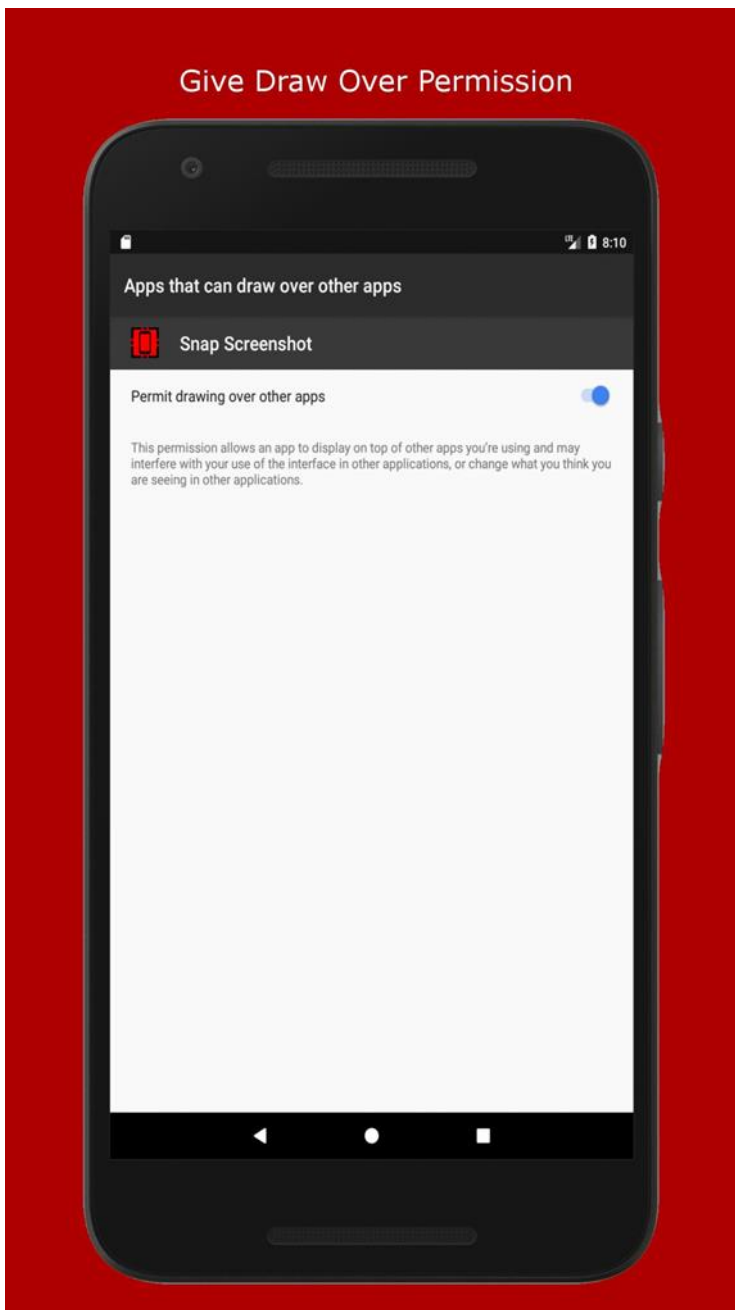 Give Draw Over Permission
LTE 8:10
Apps that can draw over other apps
Snap Screenshot
Permit drawing over other apps
This permission allows an app to display on top of other apps you're using and may
interfere with your use of the interface in other applications, or change what you think you
are seeing in other applications.